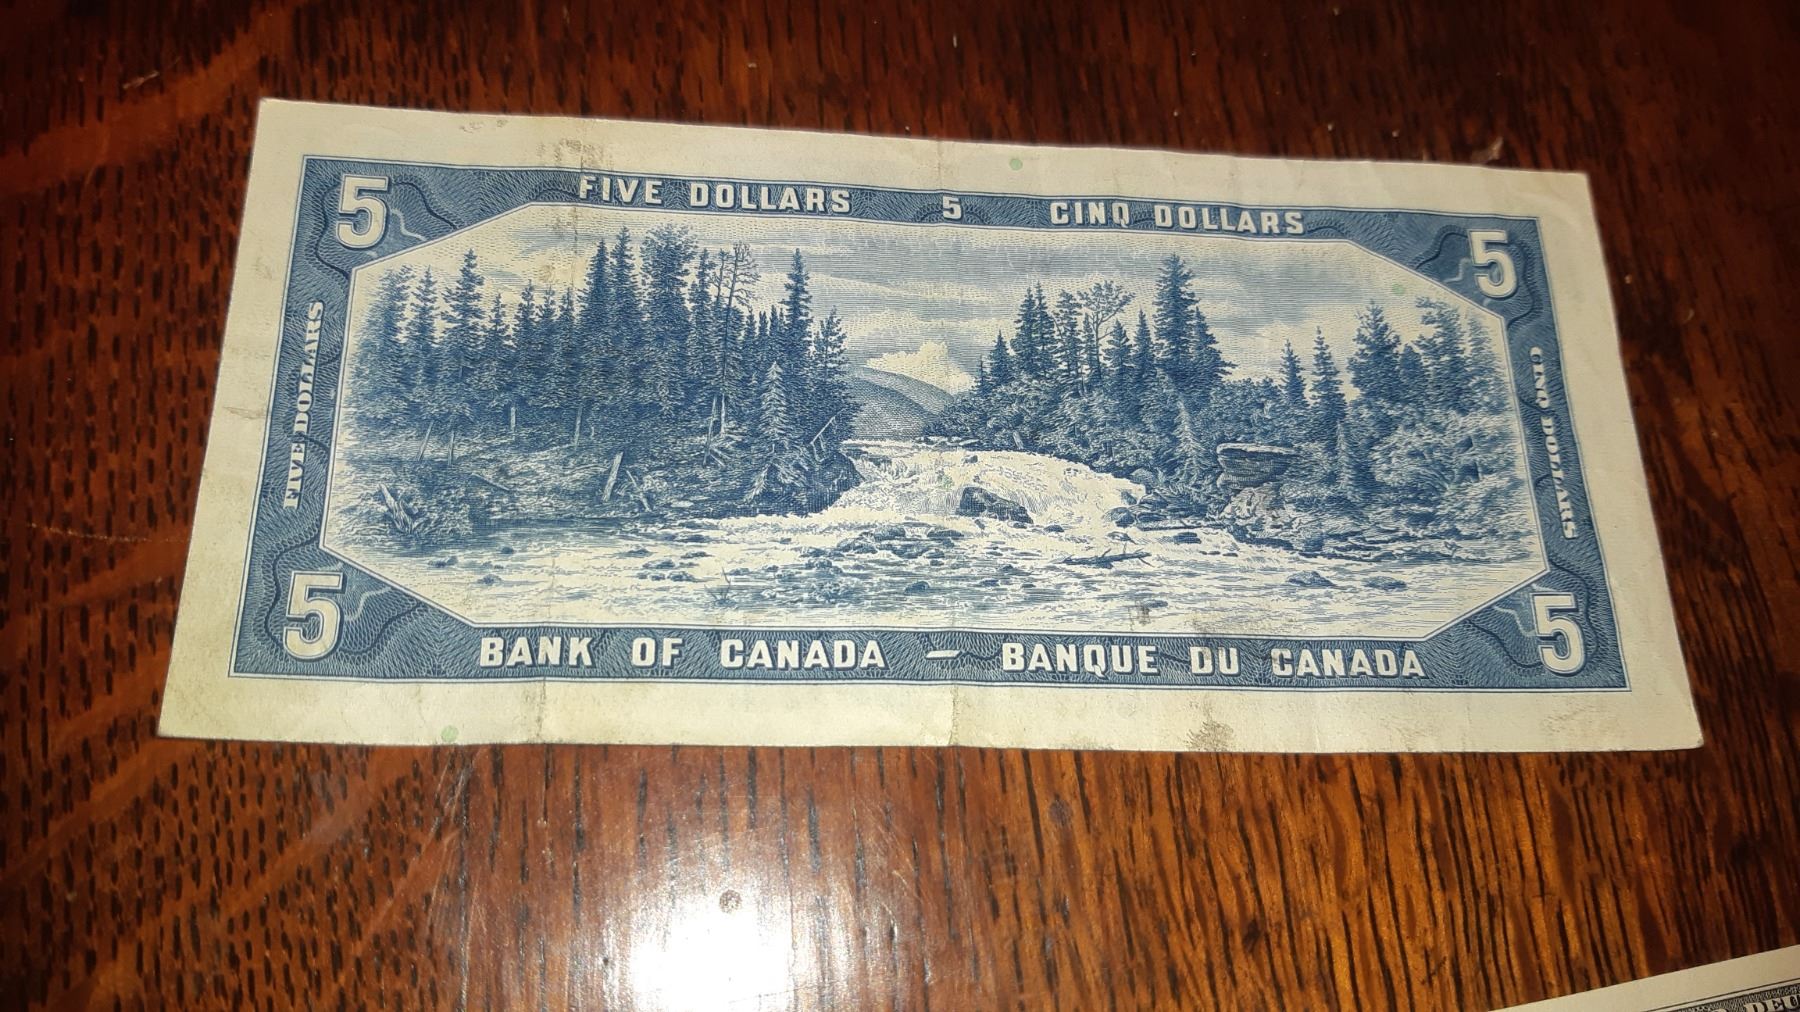 5 FIVE DOLLARS 5 CINQ DOLLARS 5
FIVE DOLLARS
CINQ DOLLARS
5 BANK OF CANADA – BANQUE DU CANADA 5